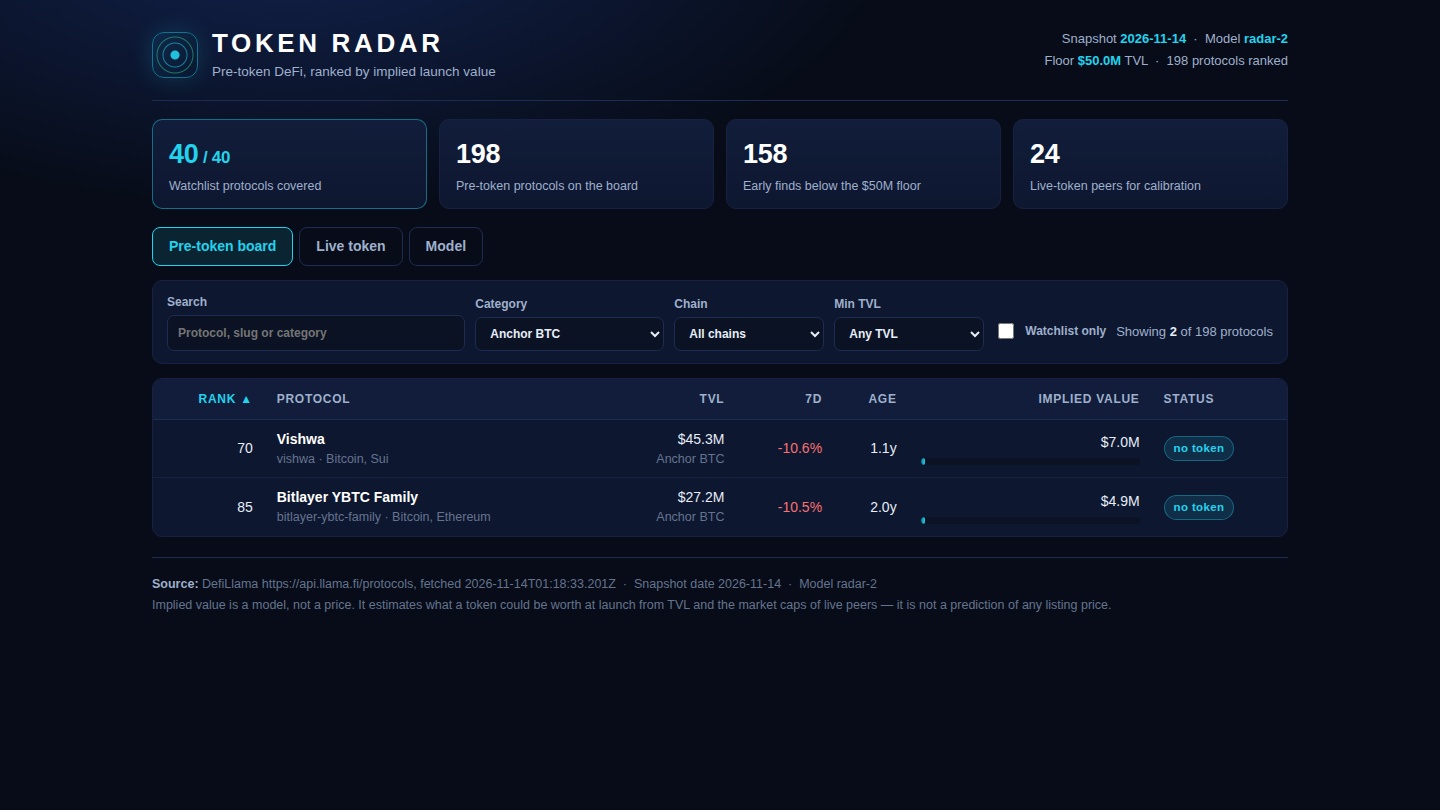 TOKEN RADAR
Pre-token DeFi, ranked by implied launch value
Snapshot 2026-11-14 · Model radar-2
Floor $50.0M TVL · 198 protocols ranked
40 / 40
Watchlist protocols covered
198
Pre-token protocols on the board
158
Early finds below the $50M floor
24
Live-token peers for calibration
Pre-token board
Live token
Model
Search
Protocol, slug or category
Category
Anchor BTC
Chain
All chains
Min TVL
Any TVL
Watchlist only
Showing 2 of 198 protocols
RANK ▲ PROTOCOL TVL 7D AGE IMPLIED VALUE STATUS
70 Vishwa $45.3M -10.6% 1.1y $7.0M no token
vishwa · Bitcoin, Sui Anchor BTC
85 Bitlayer YBTC Family $27.2M -10.5% 2.0y $4.9M no token
bitlayer-ybtc-family · Bitcoin, Ethereum Anchor BTC
Source: DefiLlama https://api.llama.fi/protocols, fetched 2026-11-14T01:18:33.201Z · Snapshot date 2026-11-14 · Model radar-2
Implied value is a model, not a price. It estimates what a token could be worth at launch from TVL and the market caps of live peers — it is not a prediction of any listing price.